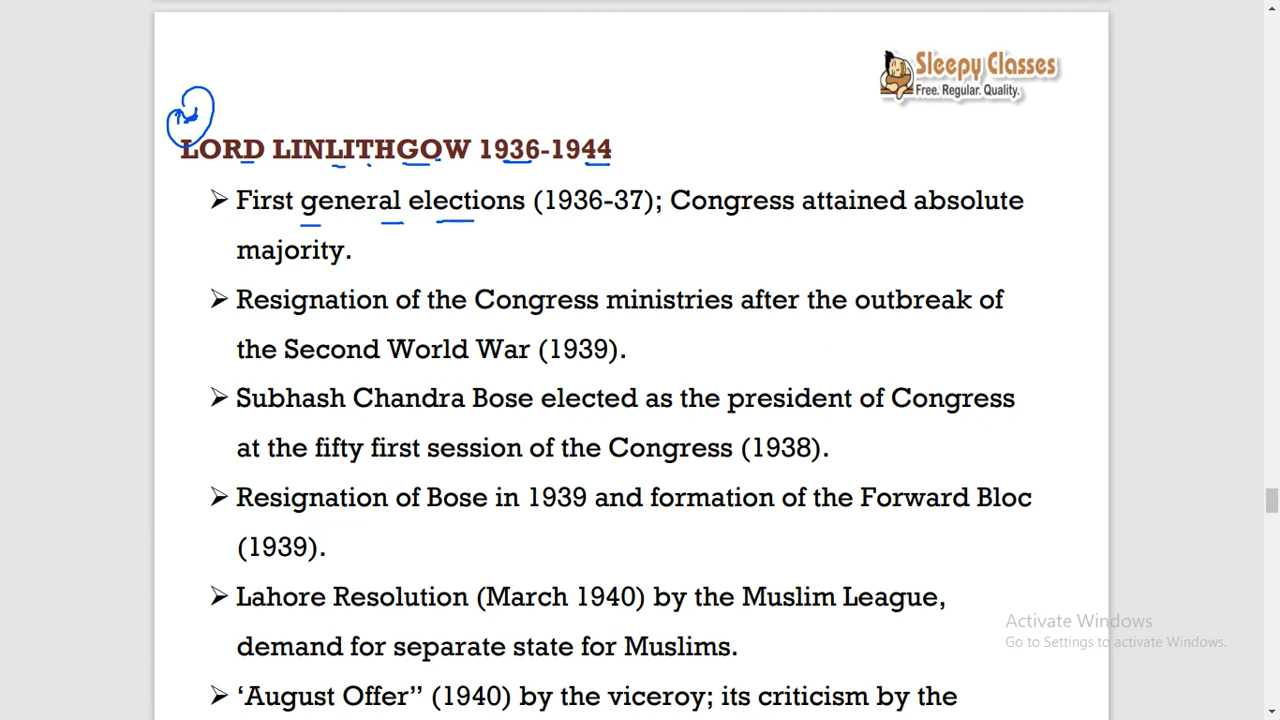 Sleepy Classes
Free. Regular. Quality.
LORD LINLITHGOW 1936-1944
➢ First general elections (1936-37); Congress attained absolute
majority.
➢ Resignation of the Congress ministries after the outbreak of
the Second World War (1939).
➢ Subhash Chandra Bose elected as the president of Congress
at the fifty first session of the Congress (1938).
➢ Resignation of Bose in 1939 and formation of the Forward Bloc
(1939).
➢ Lahore Resolution (March 1940) by the Muslim League,
demand for separate state for Muslims.
➢ ‘August Offer” (1940) by the viceroy; its criticism by the
Activate Windows
Go to Settings to activate Windows.